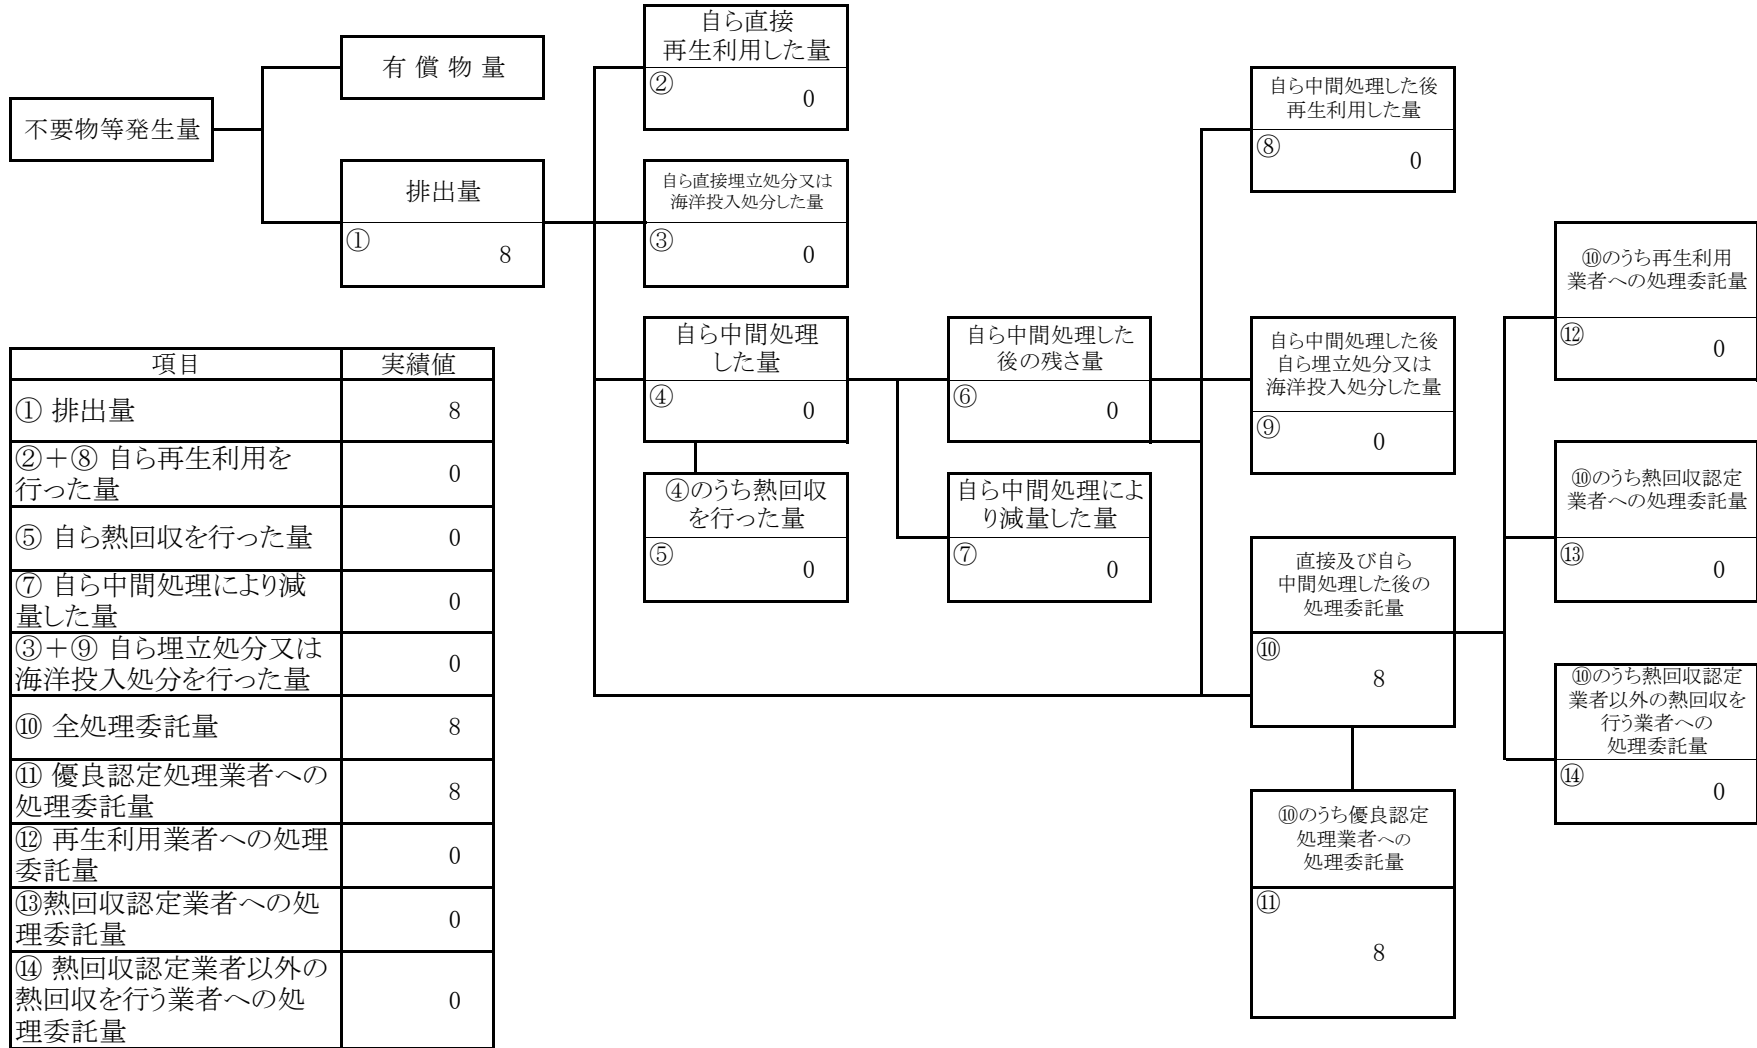 不要物等発生量
有 償 物 量
排出量
①
8
自ら直接
再生利用した量
②
0
自ら直接埋立処分又は
海洋投入処分した量
③
0
自ら中間処理
した量
④
0
④のうち熱回収
を行った量
⑤
0
自ら中間処理した
後の残さ量
⑥
0
自ら中間処理によ
り減量した量
⑦
0
自ら中間処理した後
再生利用した量
⑧
0
自ら中間処理した後
自ら埋立処分又は
海洋投入処分した量
⑨
0
直接及び自ら
中間処理した後の
処理委託量
⑩
8
⑩のうち優良認定
処理業者への
処理委託量
⑪
8
⑩のうち再生利用
業者への処理委託量
⑫
0
⑩のうち熱回収認定
業者への処理委託量
⑬
0
⑩のうち熱回収認定
業者以外の熱回収を
行う業者への
処理委託量
⑭
0
項目 実績値
① 排出量 8
②＋⑧ 自ら再生利用を
行った量 0
⑤ 自ら熱回収を行った量 0
⑦ 自ら中間処理により減
量した量 0
③＋⑨ 自ら埋立処分又は
海洋投入処分を行った量 0
⑩ 全処理委託量 8
⑪ 優良認定処理業者への
処理委託量 8
⑫ 再生利用業者への処理
委託量 0
⑬熱回収認定業者への処
理委託量 0
⑭ 熱回収認定業者以外の
熱回収を行う業者への処
理委託量 0